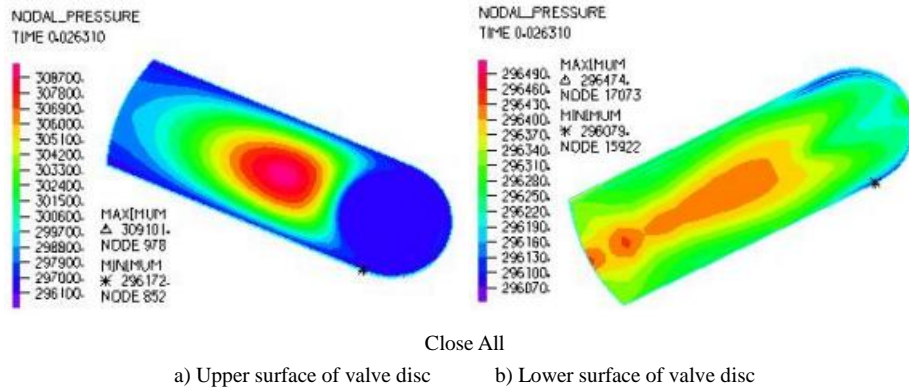 NODAL_PRESSURE
TIME 0.026310
308700.
307800.
306900.
306000.
305100.
304200.
303300.
302400.
301500.
300600.
299700.
298800.
297900.
297000.
296100.
MAXIMUM
△ 309101.
NODE 978
MINIMUM
✶ 296172.
NODE 852
NODAL_PRESSURE
TIME 0.026310
296490.
296460.
296430.
296400.
296370.
296340.
296310.
296280.
296250.
296220.
296190.
296160.
296130.
296100.
296070.
MAXIMUM
△ 296474.
NODE 17073
MINIMUM
✶ 296079.
NODE 15922
Close All
a) Upper surface of valve disc
b) Lower surface of valve disc